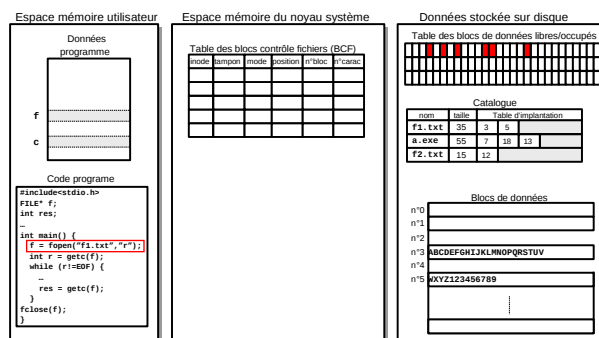 Espace mémoire utilisateur
Données
programme
f
c
Code programe
#include<stdio.h>
FILE* f;
int res;
…
int main() {
f = fopen("f1.txt","r");
int r = getc(f);
while (r!=EOF) {
…
res = getc(f);
}
fclose(f);
}
Espace mémoire du noyau système
Table des blocs contrôle fichiers (BCF)
inode tampon mode position n°bloc n°carac
Données stockée sur disque
Table des blocs de données libres/occupés
Catalogue
nom taille Table d'implantation
f1.txt 35 3 5
a.exe 55 7 18 13
f2.txt 15 12
Blocs de données
n°0
n°1
n°2
n°3 ABCDEFGHIJKLMNOPQRSTUV
n°4
n°5 WXYZ123456789